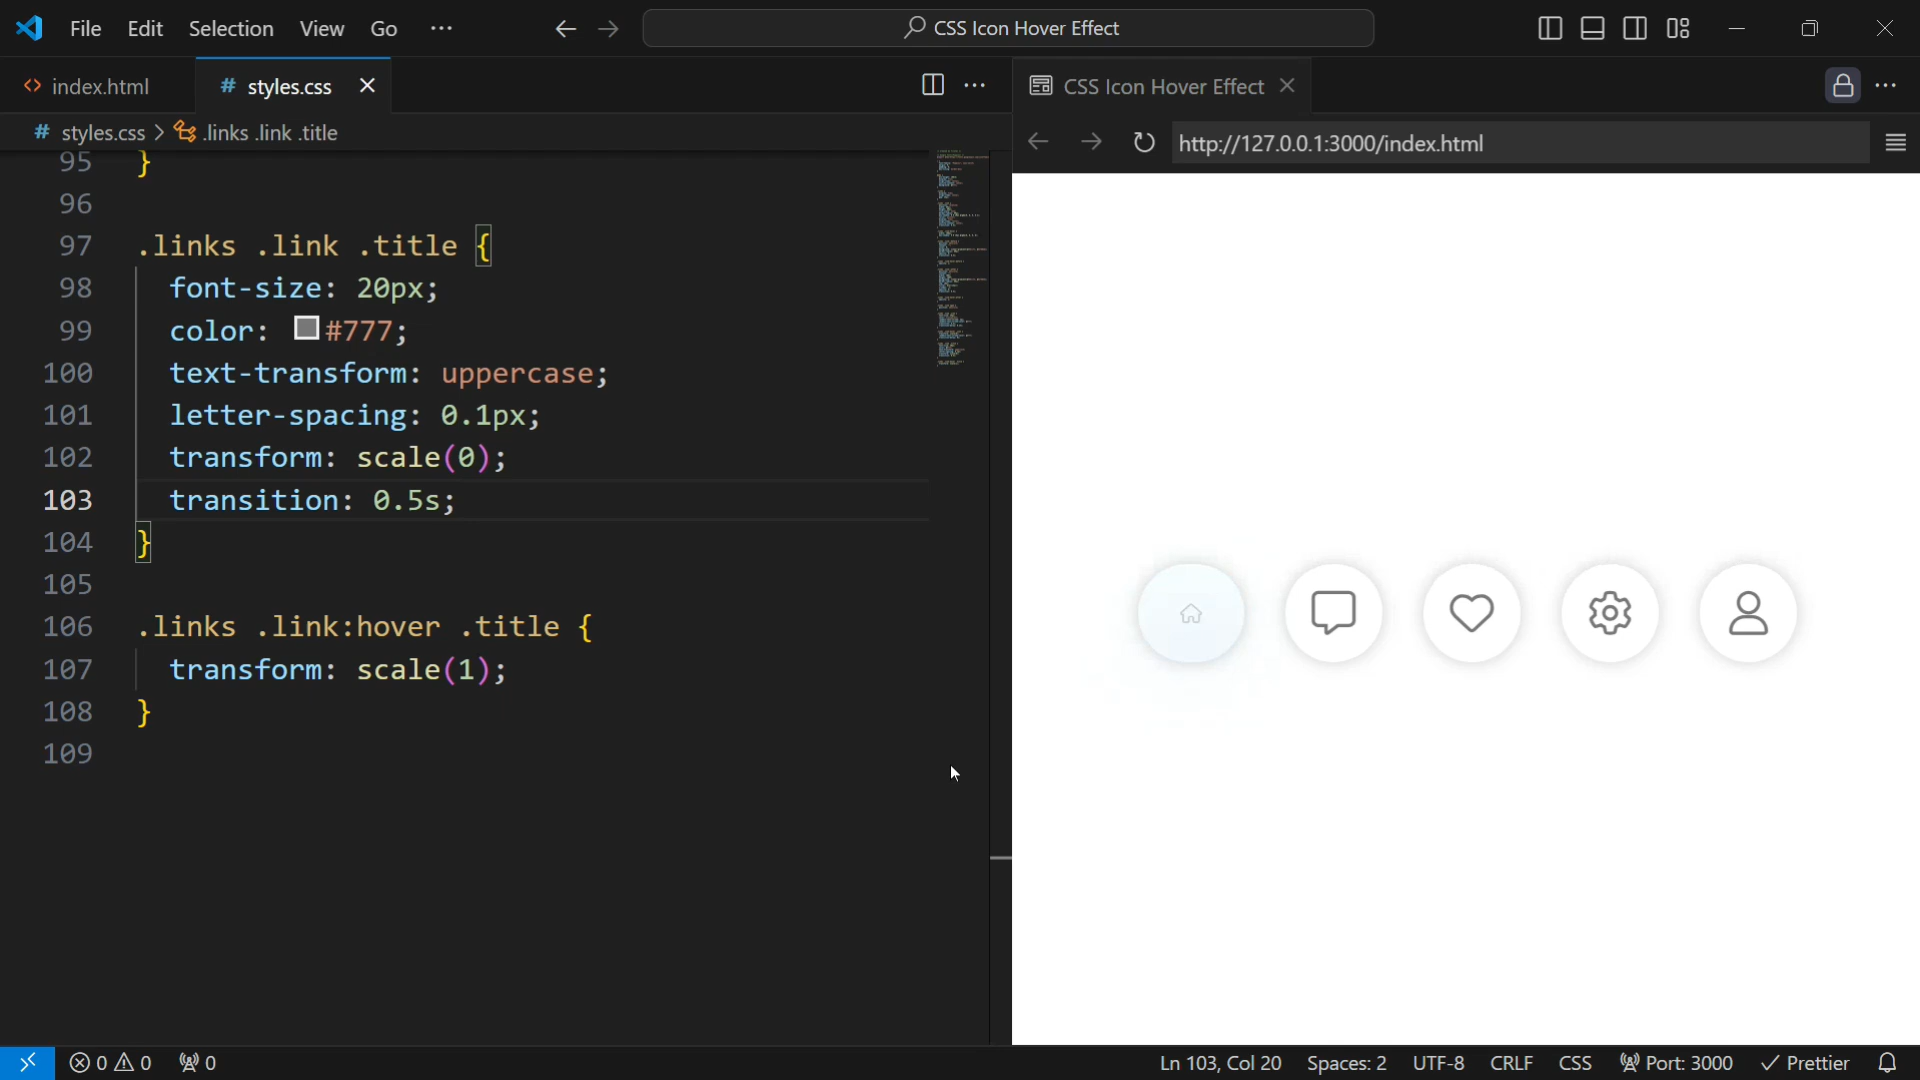 File Edit Selection View Go ··· CSS Icon Hover Effect
index.html styles.css CSS Icon Hover Effect
styles.css > .links .link .title
http://127.0.0.1:3000/index.html
95 }
96
97 .links .link .title {
98 font-size: 20px;
99 color: #777;
100 text-transform: uppercase;
101 letter-spacing: 0.1px;
102 transform: scale(0);
103 transition: 0.5s;
104 }
105
106 .links .link:hover .title {
107 transform: scale(1);
108 }
109
0 0 0 Ln 103, Col 20 Spaces: 2 UTF-8 CRLF CSS Port: 3000 Prettier